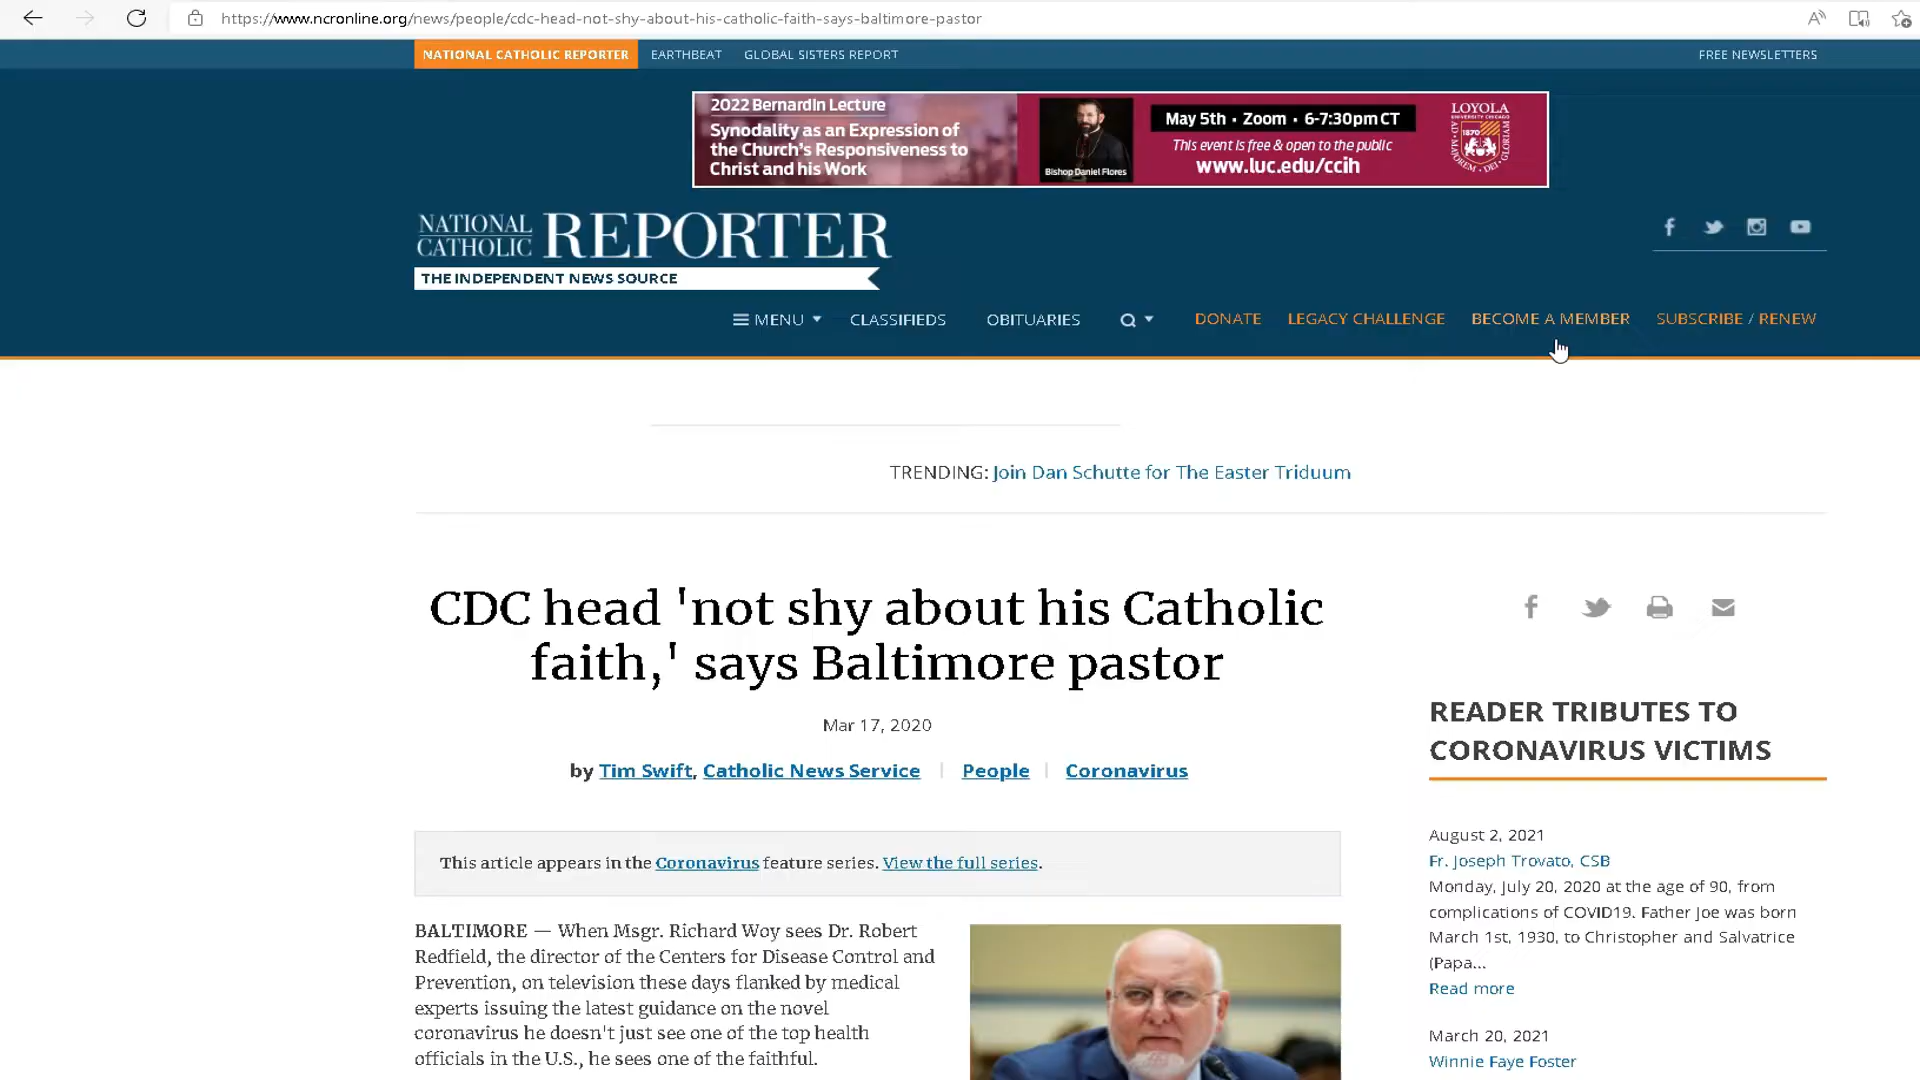 https://www.ncronline.org/news/people/cdc-head-not-shy-about-his-catholic-faith-says-baltimore-pastor
NATIONAL CATHOLIC REPORTER
EARTHBEAT
GLOBAL SISTERS REPORT
FREE NEWSLETTERS
2022 Bernardin Lecture
Synodality as an Expression of
the Church's Responsiveness to
Christ and his Work
Bishop Daniel Flores
May 5th • Zoom • 6-7:30pm CT
This event is free & open to the public
www.luc.edu/ccih
LOYOLA
UNIVERSITY CHICAGO
1870
AD MAJOREM DEI GLORIAM
NATIONAL
CATHOLIC
REPORTER
THE INDEPENDENT NEWS SOURCE
MENU
CLASSIFIEDS
OBITUARIES
DONATE
LEGACY CHALLENGE
BECOME A MEMBER
SUBSCRIBE / RENEW
TRENDING: Join Dan Schutte for The Easter Triduum
CDC head 'not shy about his Catholic
faith,' says Baltimore pastor
Mar 17, 2020
by Tim Swift, Catholic News Service | People | Coronavirus
This article appears in the Coronavirus feature series. View the full series.
BALTIMORE — When Msgr. Richard Woy sees Dr. Robert
Redfield, the director of the Centers for Disease Control and
Prevention, on television these days flanked by medical
experts issuing the latest guidance on the novel
coronavirus he doesn't just see one of the top health
officials in the U.S., he sees one of the faithful.
READER TRIBUTES TO
CORONAVIRUS VICTIMS
August 2, 2021
Fr. Joseph Trovato, CSB
Monday, July 20, 2020 at the age of 90, from
complications of COVID19. Father Joe was born
March 1st, 1930, to Christopher and Salvatrice
(Papa...
Read more
March 20, 2021
Winnie Faye Foster